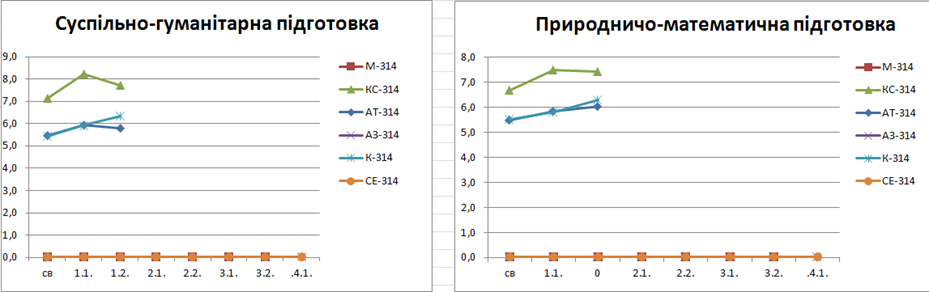 Суспільно-гуманітарна підготовка
9,0
8,0
7,0
6,0
5,0
4,0
3,0
2,0
1,0
0,0
св 1.1. 1.2. 2.1. 2.2. 3.1. 3.2. .4.1.
М-314
КС-314
АТ-314
АЗ-314
К-314
СЕ-314
Природничо-математична підготовка
8,0
7,0
6,0
5,0
4,0
3,0
2,0
1,0
0,0
св 1.1. 0 2.1. 2.2. 3.1. 3.2. .4.1.
М-314
КС-314
АТ-314
АЗ-314
К-314
СЕ-314